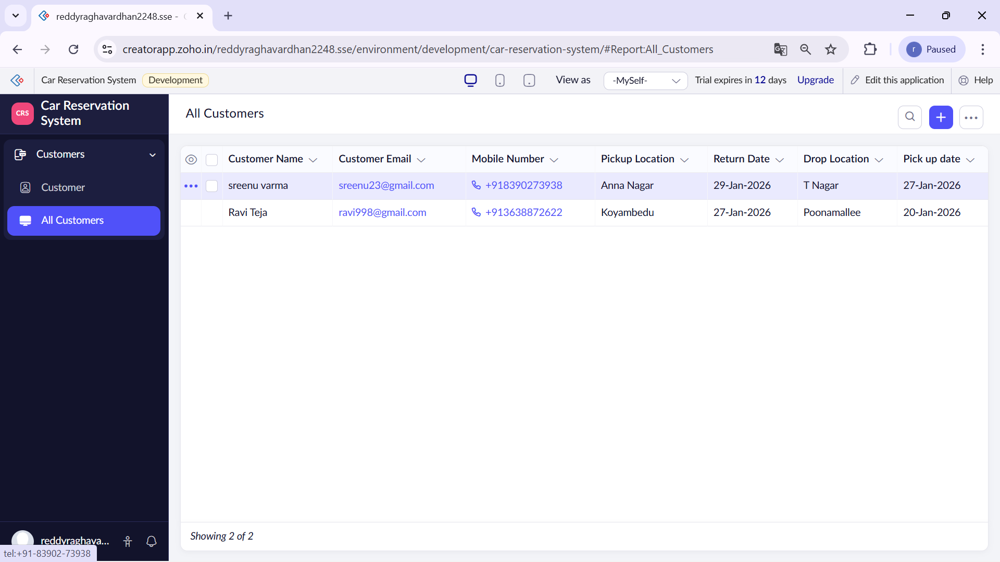 reddyraghavardhan2248.sse -
creatorapp.zoho.in/reddyraghavardhan2248.sse/environment/development/car-reservation-system/#Report:All_Customers
r Paused
Car Reservation System Development View as -MySelf- Trial expires in 12 days Upgrade Edit this application Help
CRS Car Reservation
System
Customers
Customer
All Customers
All Customers
Customer Name Customer Email Mobile Number Pickup Location Return Date Drop Location Pick up date
sreenu varma sreenu23@gmail.com +918390273938 Anna Nagar 29-Jan-2026 T Nagar 27-Jan-2026
Ravi Teja ravi998@gmail.com +913638872622 Koyambedu 27-Jan-2026 Poonamallee 20-Jan-2026
Showing 2 of 2
reddyraghava...
tel:+91-83902-73938